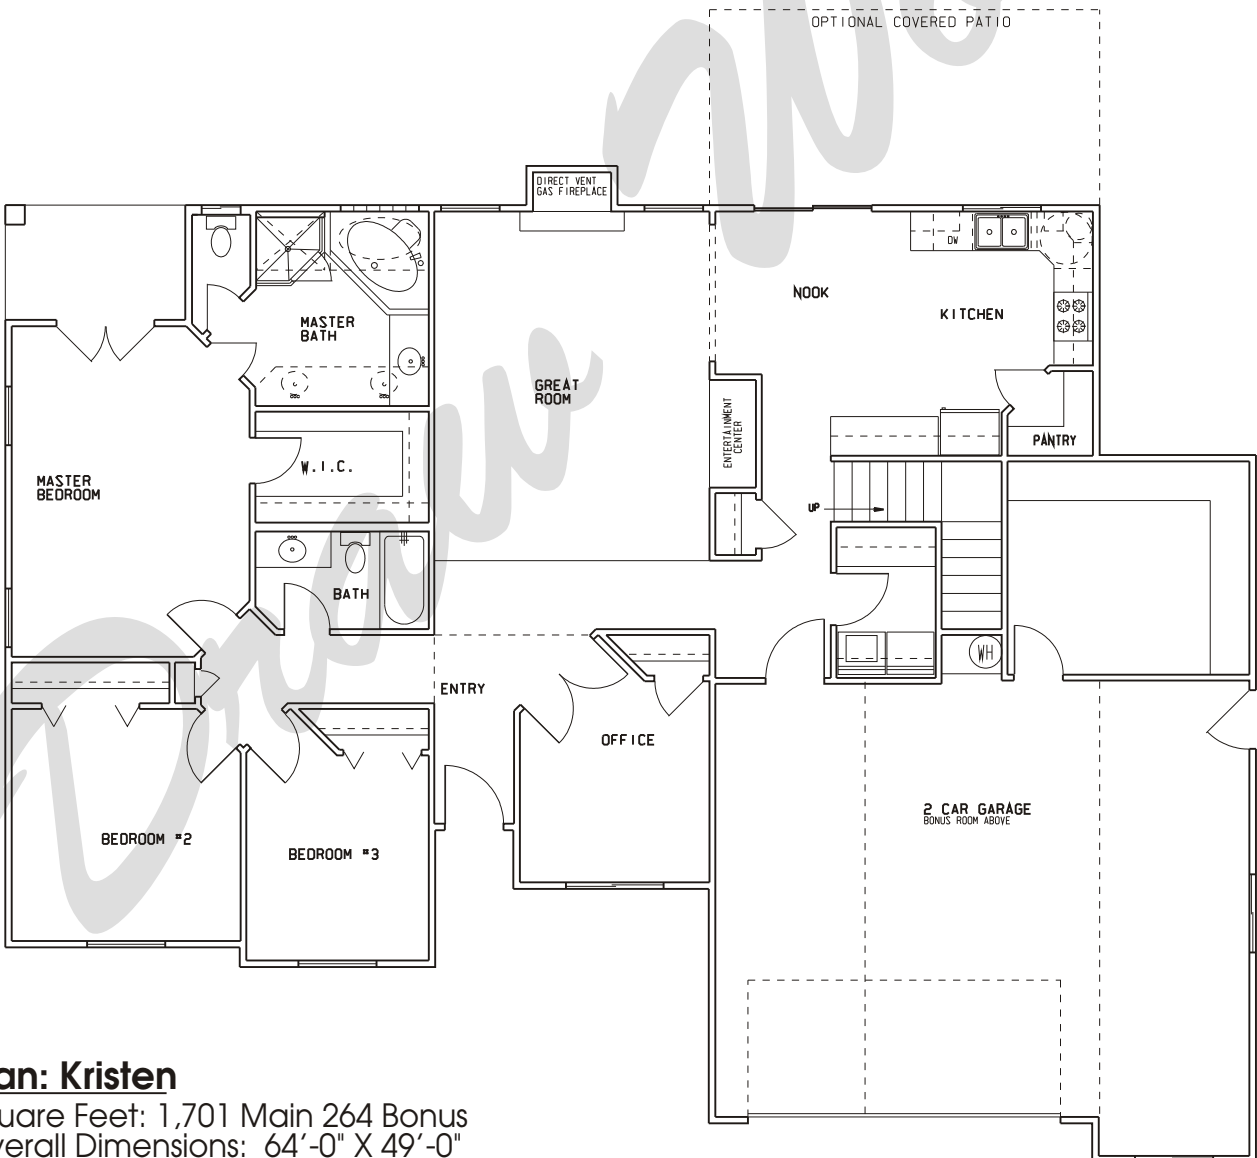 OPTIONAL COVERED PATIO
DIRECT VENT
GAS FIREPLACE
DW
NOOK
KITCHEN
MASTER
BATH
GREAT
ROOM
ENTERTAINMENT
CENTER
PANTRY
W.I.C.
MASTER
BEDROOM
UP
BATH
WH
ENTRY
OFFICE
2 CAR GARAGE
BONUS ROOM ABOVE
BEDROOM #2
BEDROOM #3
Draw
an: Kristen
quare Feet: 1,701 Main 264 Bonus
verall Dimensions: 64'-0" X 49'-0"